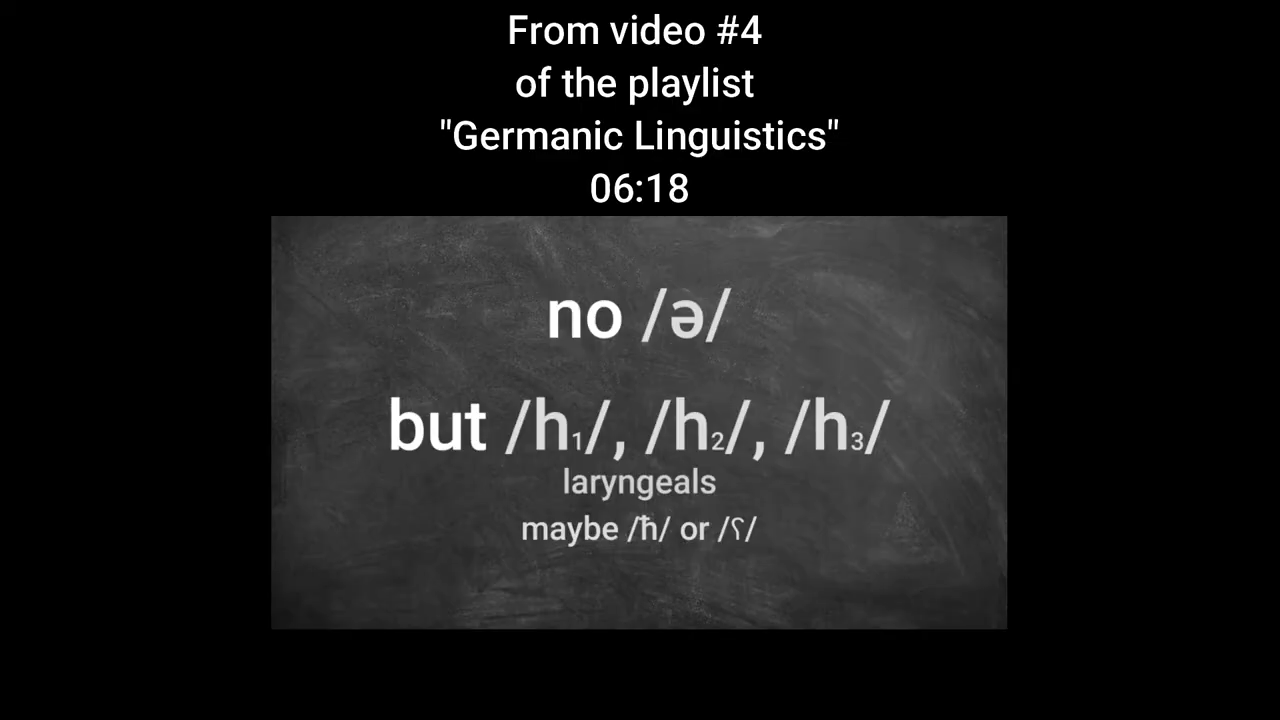 From video #4
of the playlist
"Germanic Linguistics"
06:18
no /ə/
but /h₁/, /h₂/, /h₃/
laryngeals
maybe /ħ/ or /ʕ/